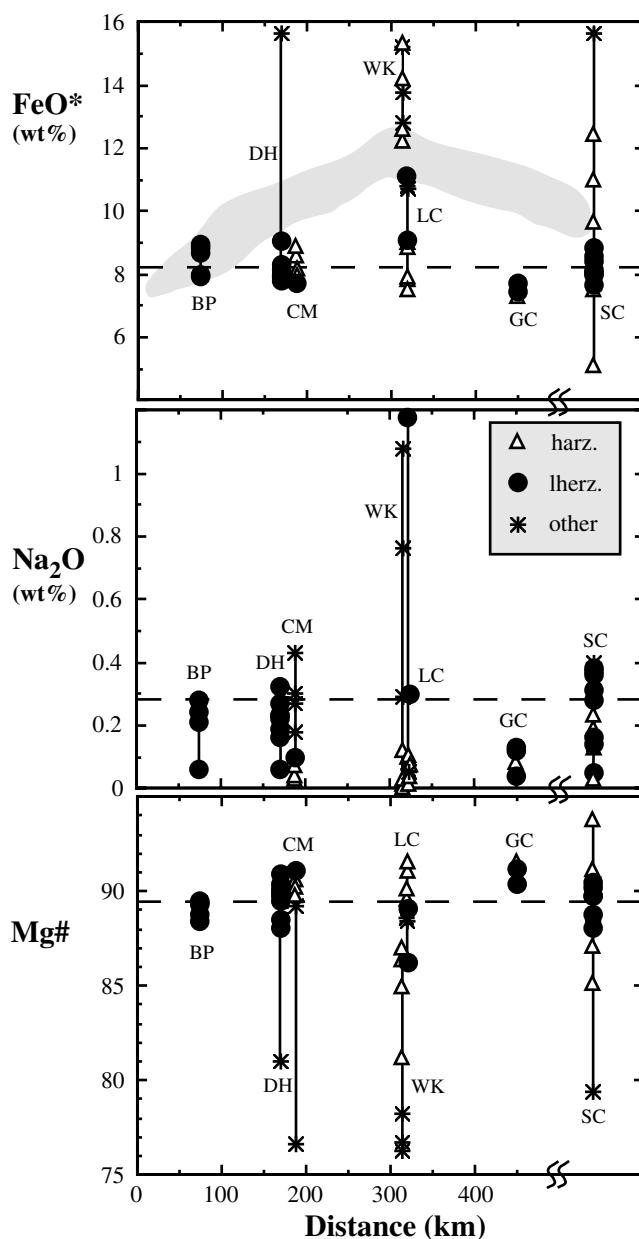 16
14
12
10
8
6
FeO*
(wt%)
WK
DH
LC
BP
CM
GC
SC
1
0.8
0.6
0.4
0.2
0
Na2O
(wt%)
harz.
lherz.
other
WK
CM
BP
DH
LC
SC
GC
90
85
80
75
Mg#
CM
LC
GC
BP
DH
WK
SC
0
100
200
300
400
Distance (km)